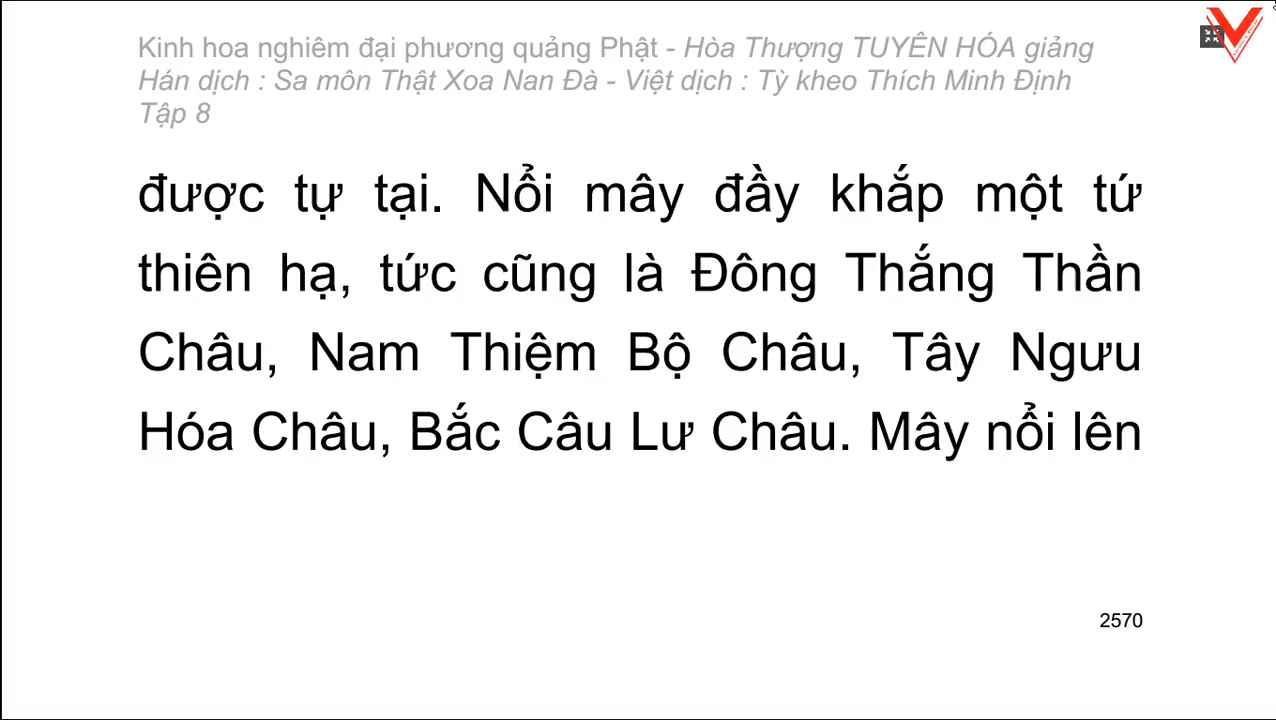 Kinh hoa nghiêm đại phương quảng Phật - Hòa Thượng TUYÊN HÓA giảng
Hán dịch : Sa môn Thật Xoa Nan Đà - Việt dịch : Tỳ kheo Thích Minh Định
Tập 8
được tự tại. Nổi mây đầy khắp một tứ
thiên hạ, tức cũng là Đông Thắng Thần
Châu, Nam Thiệm Bộ Châu, Tây Ngưu
Hóa Châu, Bắc Câu Lư Châu. Mây nổi lên
2570